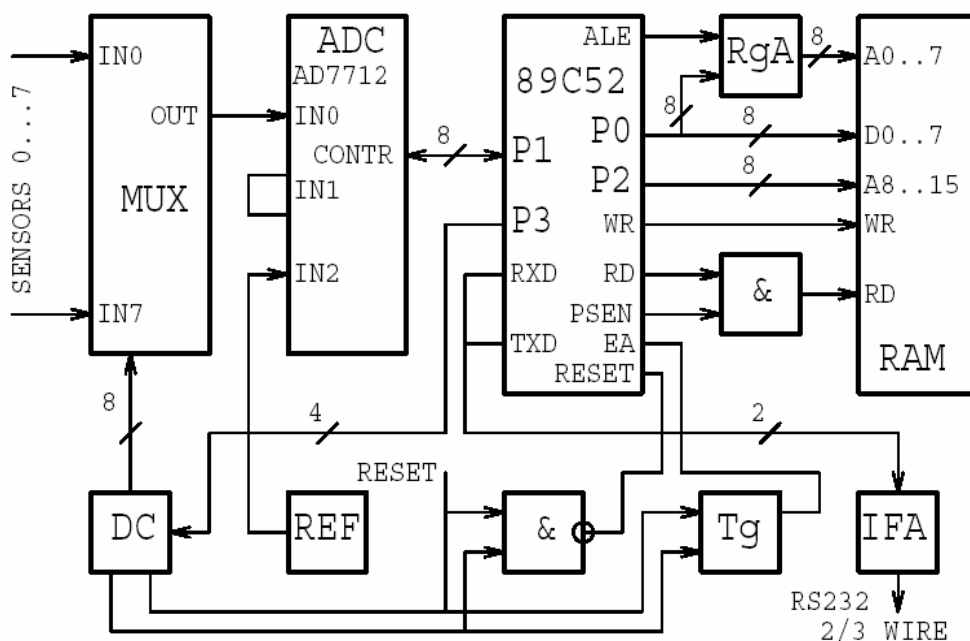 SENSORS 0...7
IN0
OUT
MUX
IN7
ADC
AD7712
IN0
CONTR
IN1
IN2
8
ALE
89C52
P1
P0
P2
P3
WR
RXD
RD
PSEN
TXD
EA
RESET
RgA
8
8
8
8
&
A0..7
D0..7
A8..15
WR
RD
RAM
8
4
2
RESET
DC
REF
&
Tg
IFA
RS232
2/3 WIRE